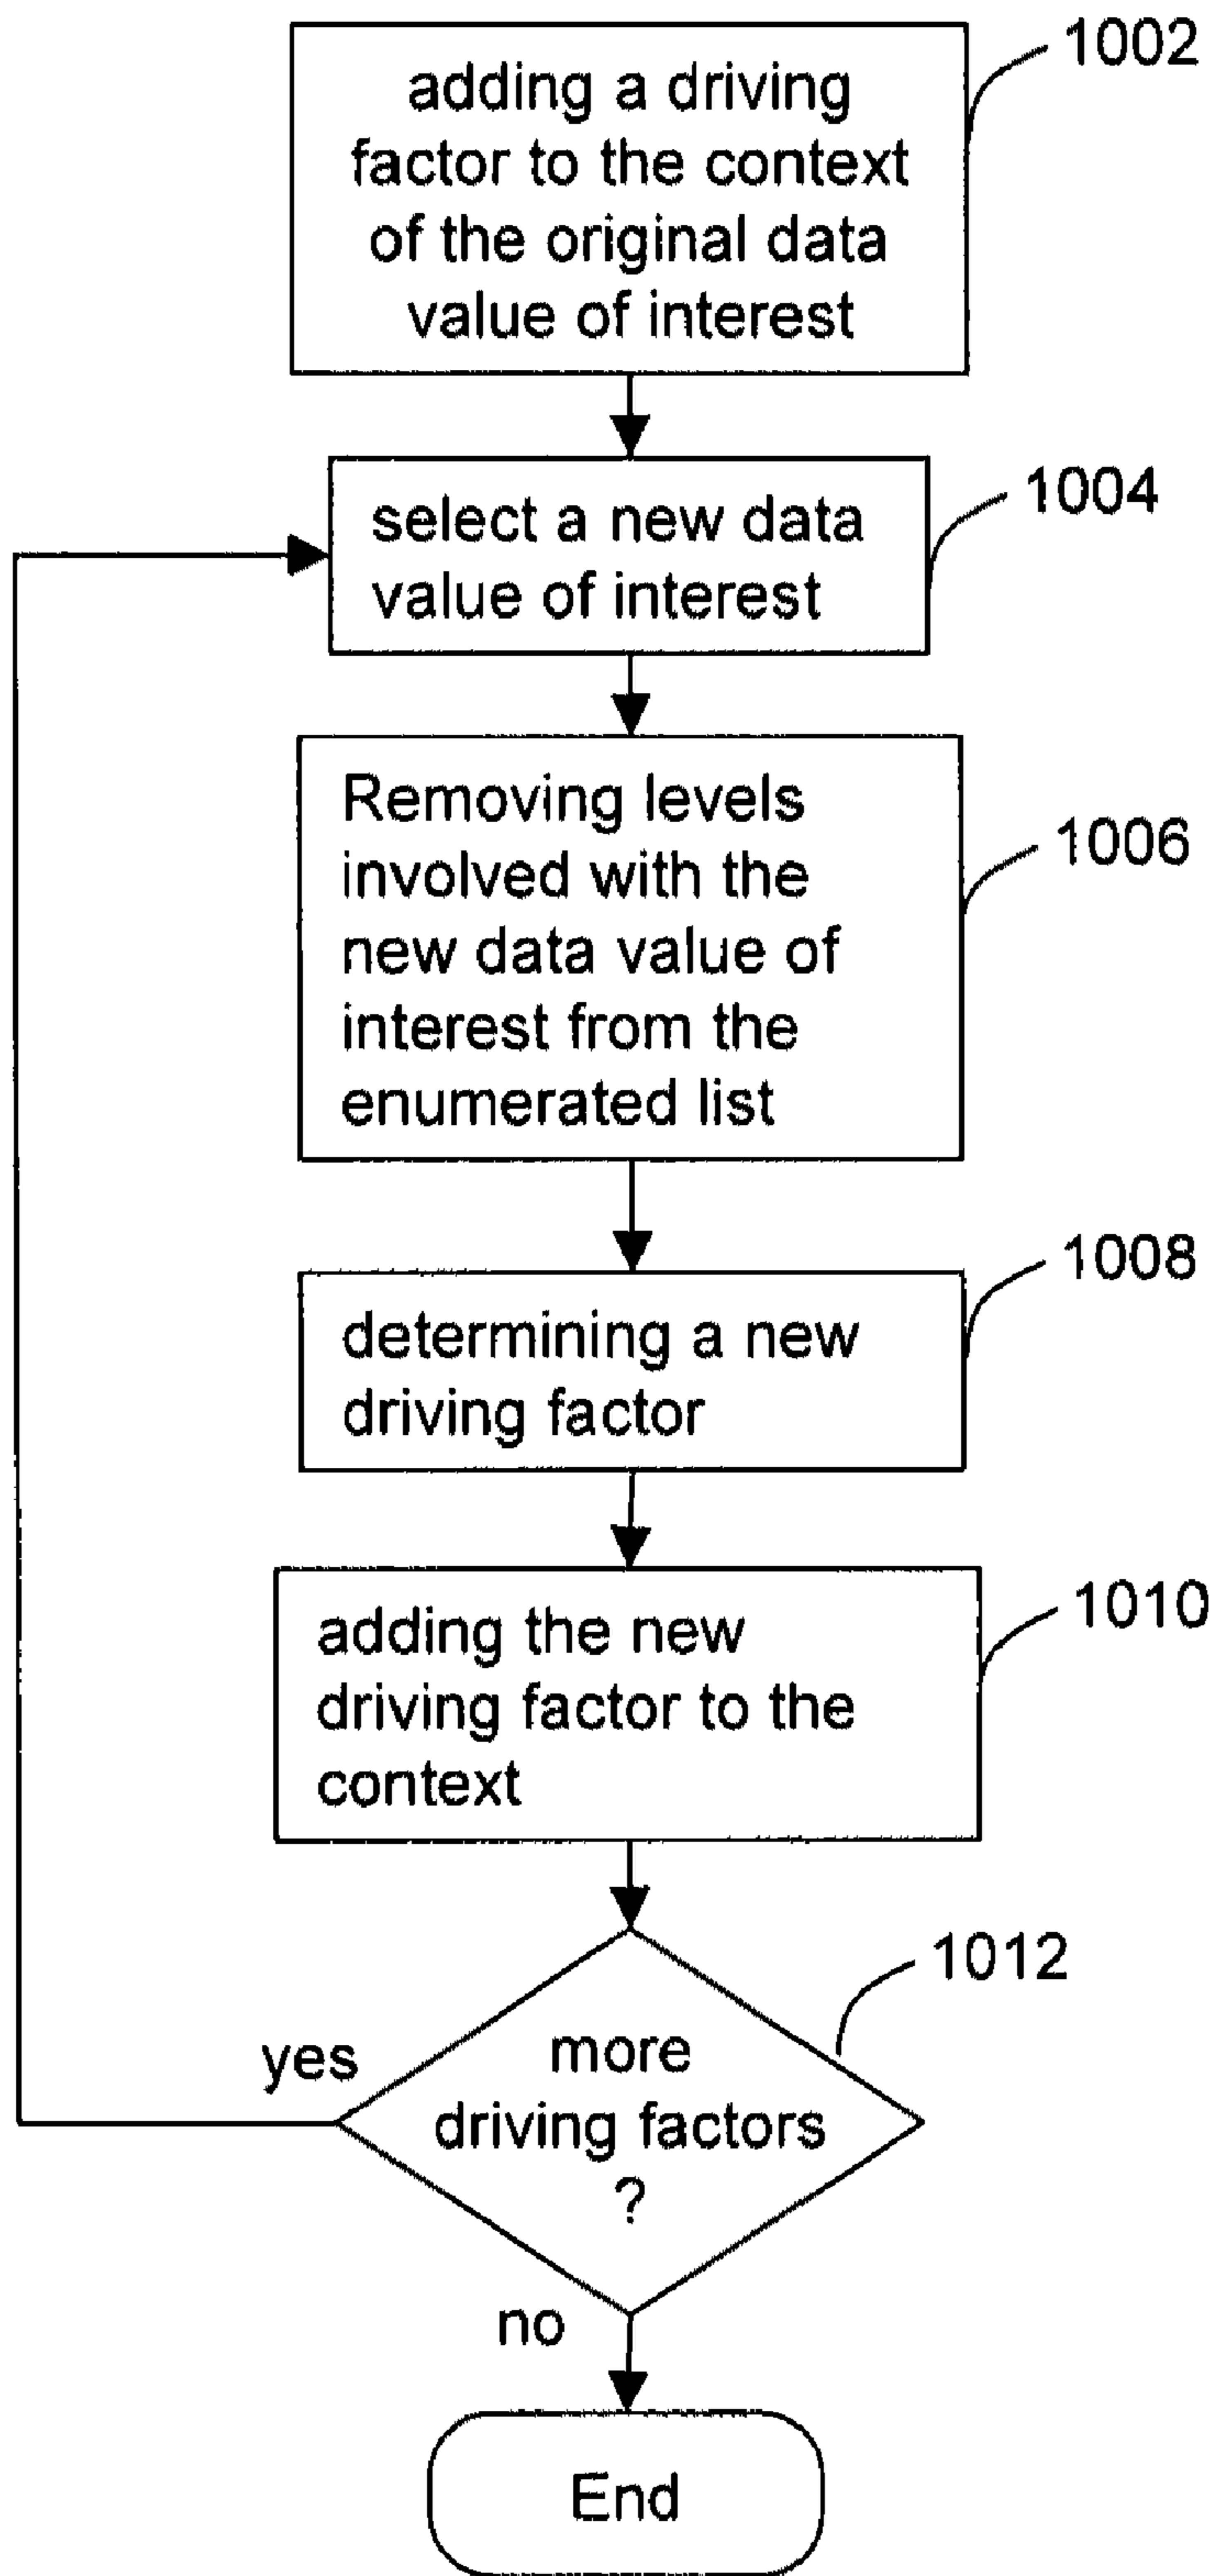 1002
adding a driving
factor to the context
of the original data
value of interest
1004
select a new data
value of interest
1006
Removing levels
involved with the
new data value of
interest from the
enumerated list
1008
determining a new
driving factor
1010
adding the new
driving factor to the
context
1012
more
driving factors
?
yes
no
End